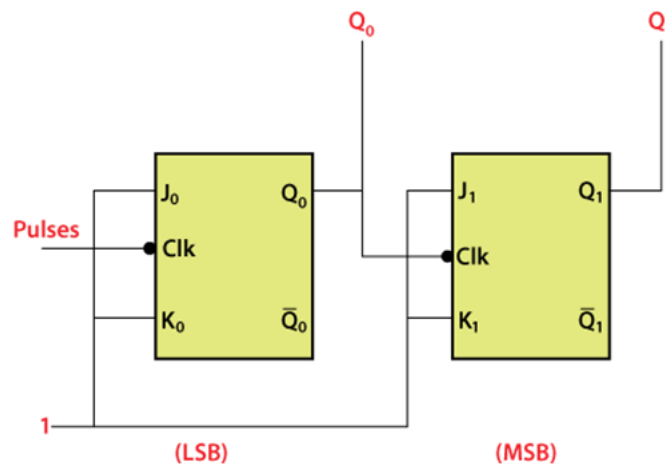 Q₀ Q
J₀ Q₀ J₁ Q₁
Pulses
Clk Clk
K₀ Q̅₀ K₁ Q̅₁
1
(LSB) (MSB)